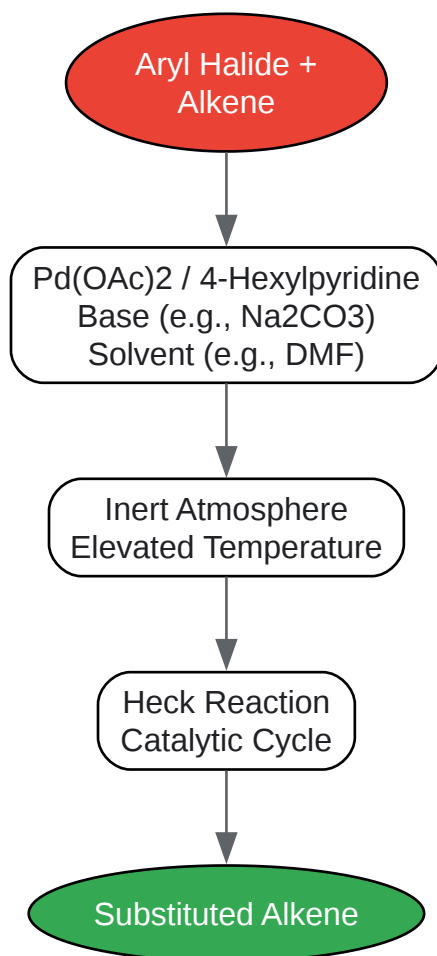 Aryl Halide +
Alkene
Pd(OAc)2 / 4-Hexylpyridine
Base (e.g., Na2CO3)
Solvent (e.g., DMF)
Inert Atmosphere
Elevated Temperature
Heck Reaction
Catalytic Cycle
Substituted Alkene